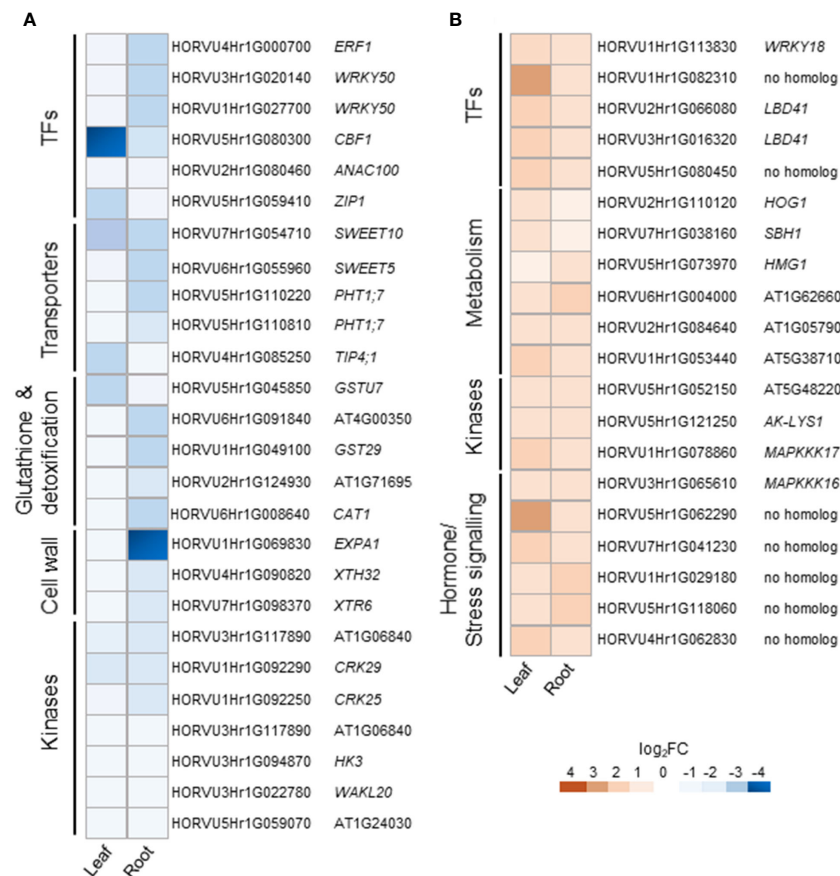 A
TFs
HORVU4Hr1G000700 ERF1
HORVU3Hr1G020140 WRKY50
HORVU1Hr1G027700 WRKY50
HORVU5Hr1G080300 CBF1
HORVU2Hr1G080460 ANAC100
HORVU5Hr1G059410 ZIP1
Transporters
HORVU7Hr1G054710 SWEET10
HORVU6Hr1G055960 SWEET5
HORVU5Hr1G110220 PHT1;7
HORVU5Hr1G110810 PHT1;7
HORVU4Hr1G085250 TIP4;1
Glutathione &
detoxification
HORVU5Hr1G045850 GSTU7
HORVU6Hr1G091840 AT4G00350
HORVU1Hr1G049100 GST29
HORVU2Hr1G124930 AT1G71695
HORVU6Hr1G008640 CAT1
Cell wall
HORVU1Hr1G069830 EXPA1
HORVU4Hr1G090820 XTH32
HORVU7Hr1G098370 XTR6
Kinases
HORVU3Hr1G117890 AT1G06840
HORVU1Hr1G092290 CRK29
HORVU1Hr1G092250 CRK25
HORVU3Hr1G117890 AT1G06840
HORVU3Hr1G094870 HK3
HORVU3Hr1G022780 WAKL20
HORVU5Hr1G059070 AT1G24030
Leaf Root
B
TFs
HORVU1Hr1G113830 WRKY18
HORVU1Hr1G082310 no homolog
HORVU2Hr1G066080 LBD41
HORVU3Hr1G016320 LBD41
HORVU5Hr1G080450 no homolog
Metabolism
HORVU2Hr1G110120 HOG1
HORVU7Hr1G038160 SBH1
HORVU5Hr1G073970 HMG1
HORVU6Hr1G004000 AT1G62660
HORVU2Hr1G084640 AT1G05790
HORVU1Hr1G053440 AT5G38710
Kinases
HORVU5Hr1G052150 AT5G48220
HORVU5Hr1G121250 AK-LYS1
HORVU1Hr1G078860 MAPKKK17
Hormone/
Stress signalling
HORVU3Hr1G065610 MAPKKK16
HORVU5Hr1G062290 no homolog
HORVU7Hr1G041230 no homolog
HORVU1Hr1G029180 no homolog
HORVU5Hr1G118060 no homolog
HORVU4Hr1G062830 no homolog
Leaf Root
log₂FC
4 3 2 1 0 -1 -2 -3 -4